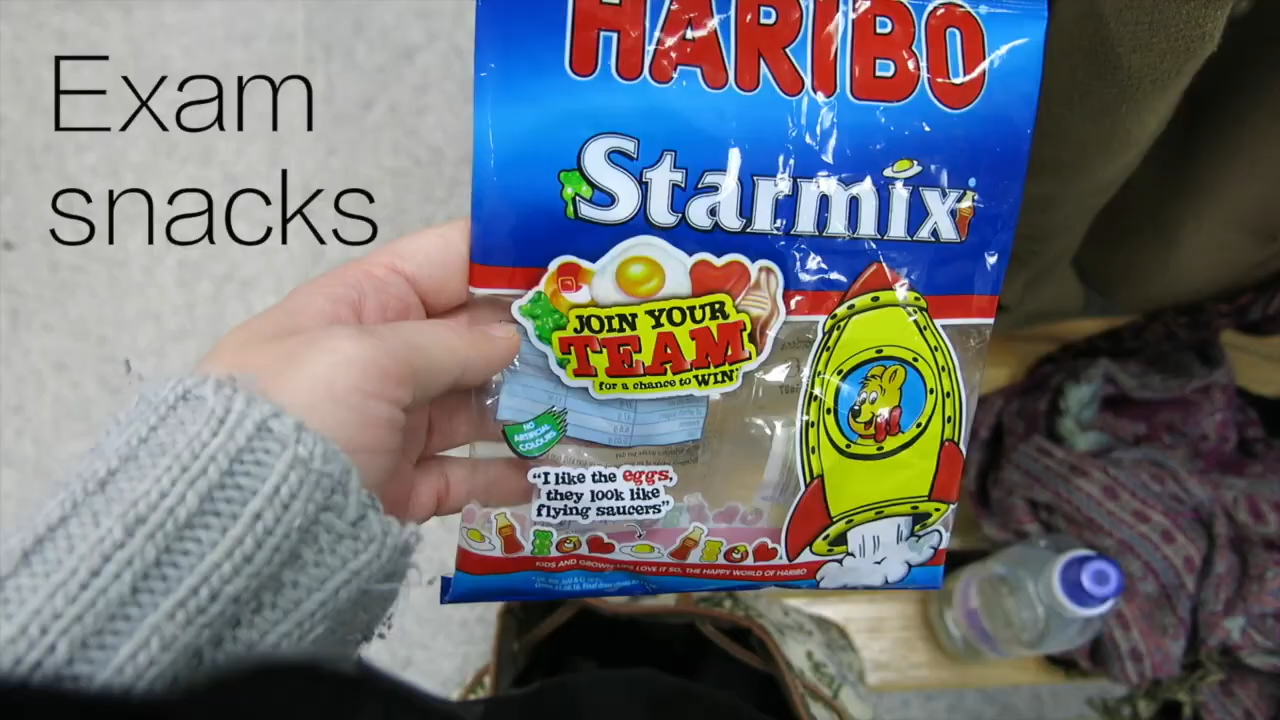 Exam
snacks
HARIBO
Starmix
JOIN YOUR
TEAM
for a chance to WIN*
NO
ARTIFICIAL
COLOURS
"I like the eggs,
they look like
flying saucers"
KIDS AND GROWN-UPS LOVE IT SO, THE HAPPY WORLD OF HARIBO